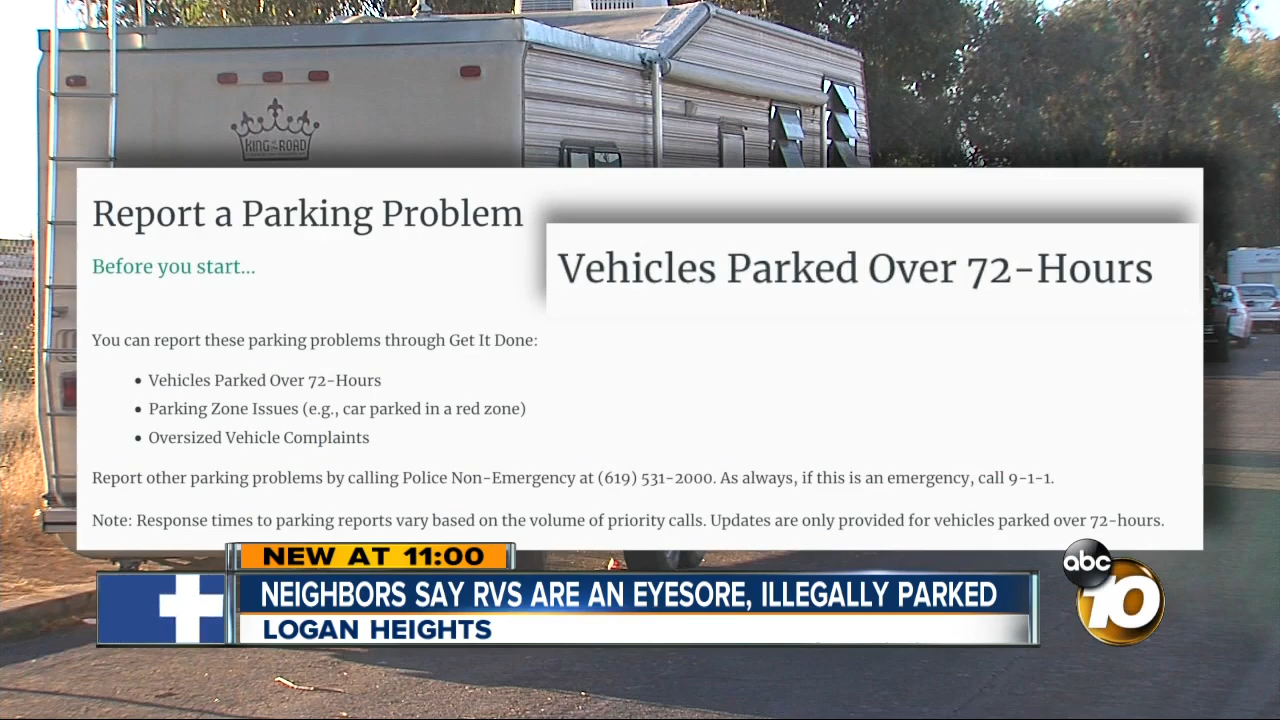 KING OF THE ROAD
Report a Parking Problem
Before you start...
Vehicles Parked Over 72-Hours
You can report these parking problems through Get It Done:
• Vehicles Parked Over 72-Hours
• Parking Zone Issues (e.g., car parked in a red zone)
• Oversized Vehicle Complaints
Report other parking problems by calling Police Non-Emergency at (619) 531-2000. As always, if this is an emergency, call 9-1-1.
Note: Response times to parking reports vary based on the volume of priority calls. Updates are only provided for vehicles parked over 72-hours.
NEW AT 11:00
NEIGHBORS SAY RVS ARE AN EYESORE, ILLEGALLY PARKED
LOGAN HEIGHTS
abc
10